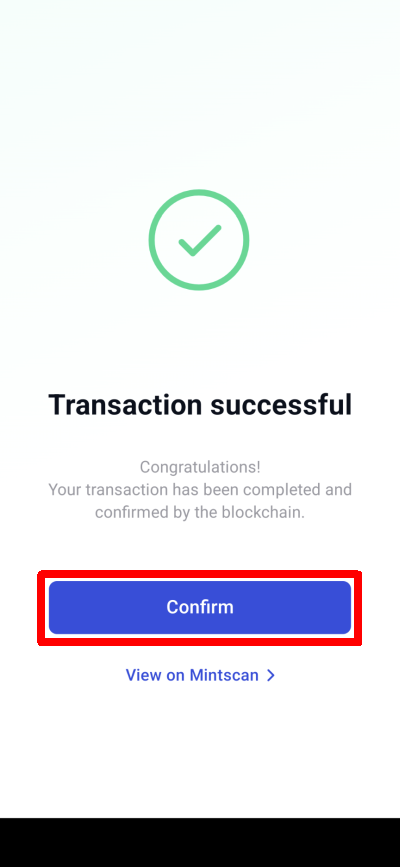 Transaction successful
Congratulations!
Your transaction has been completed and
confirmed by the blockchain.
Confirm
View on Mintscan